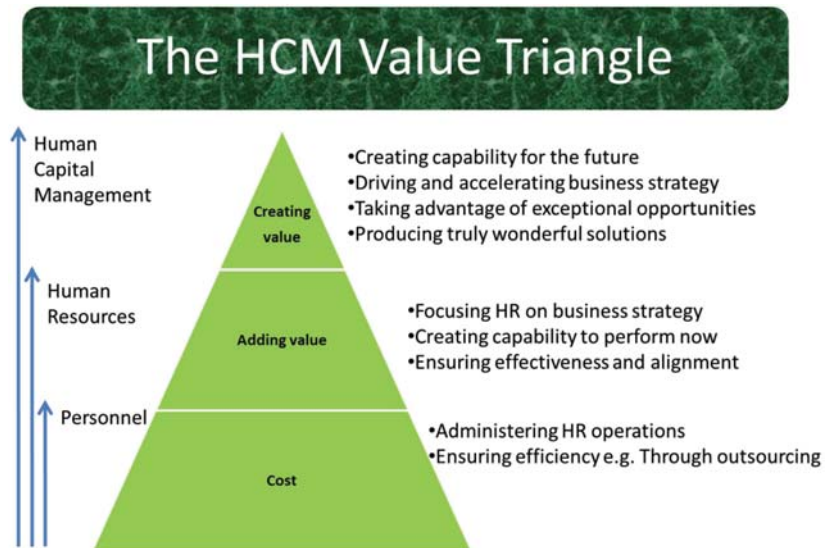 The HCM Value Triangle
Human
Capital
Management
Creating
value
•Creating capability for the future
•Driving and accelerating business strategy
•Taking advantage of exceptional opportunities
•Producing truly wonderful solutions
Human
Resources
Adding value
•Focusing HR on business strategy
•Creating capability to perform now
•Ensuring effectiveness and alignment
Personnel
Cost
•Administering HR operations
•Ensuring efficiency e.g. Through outsourcing